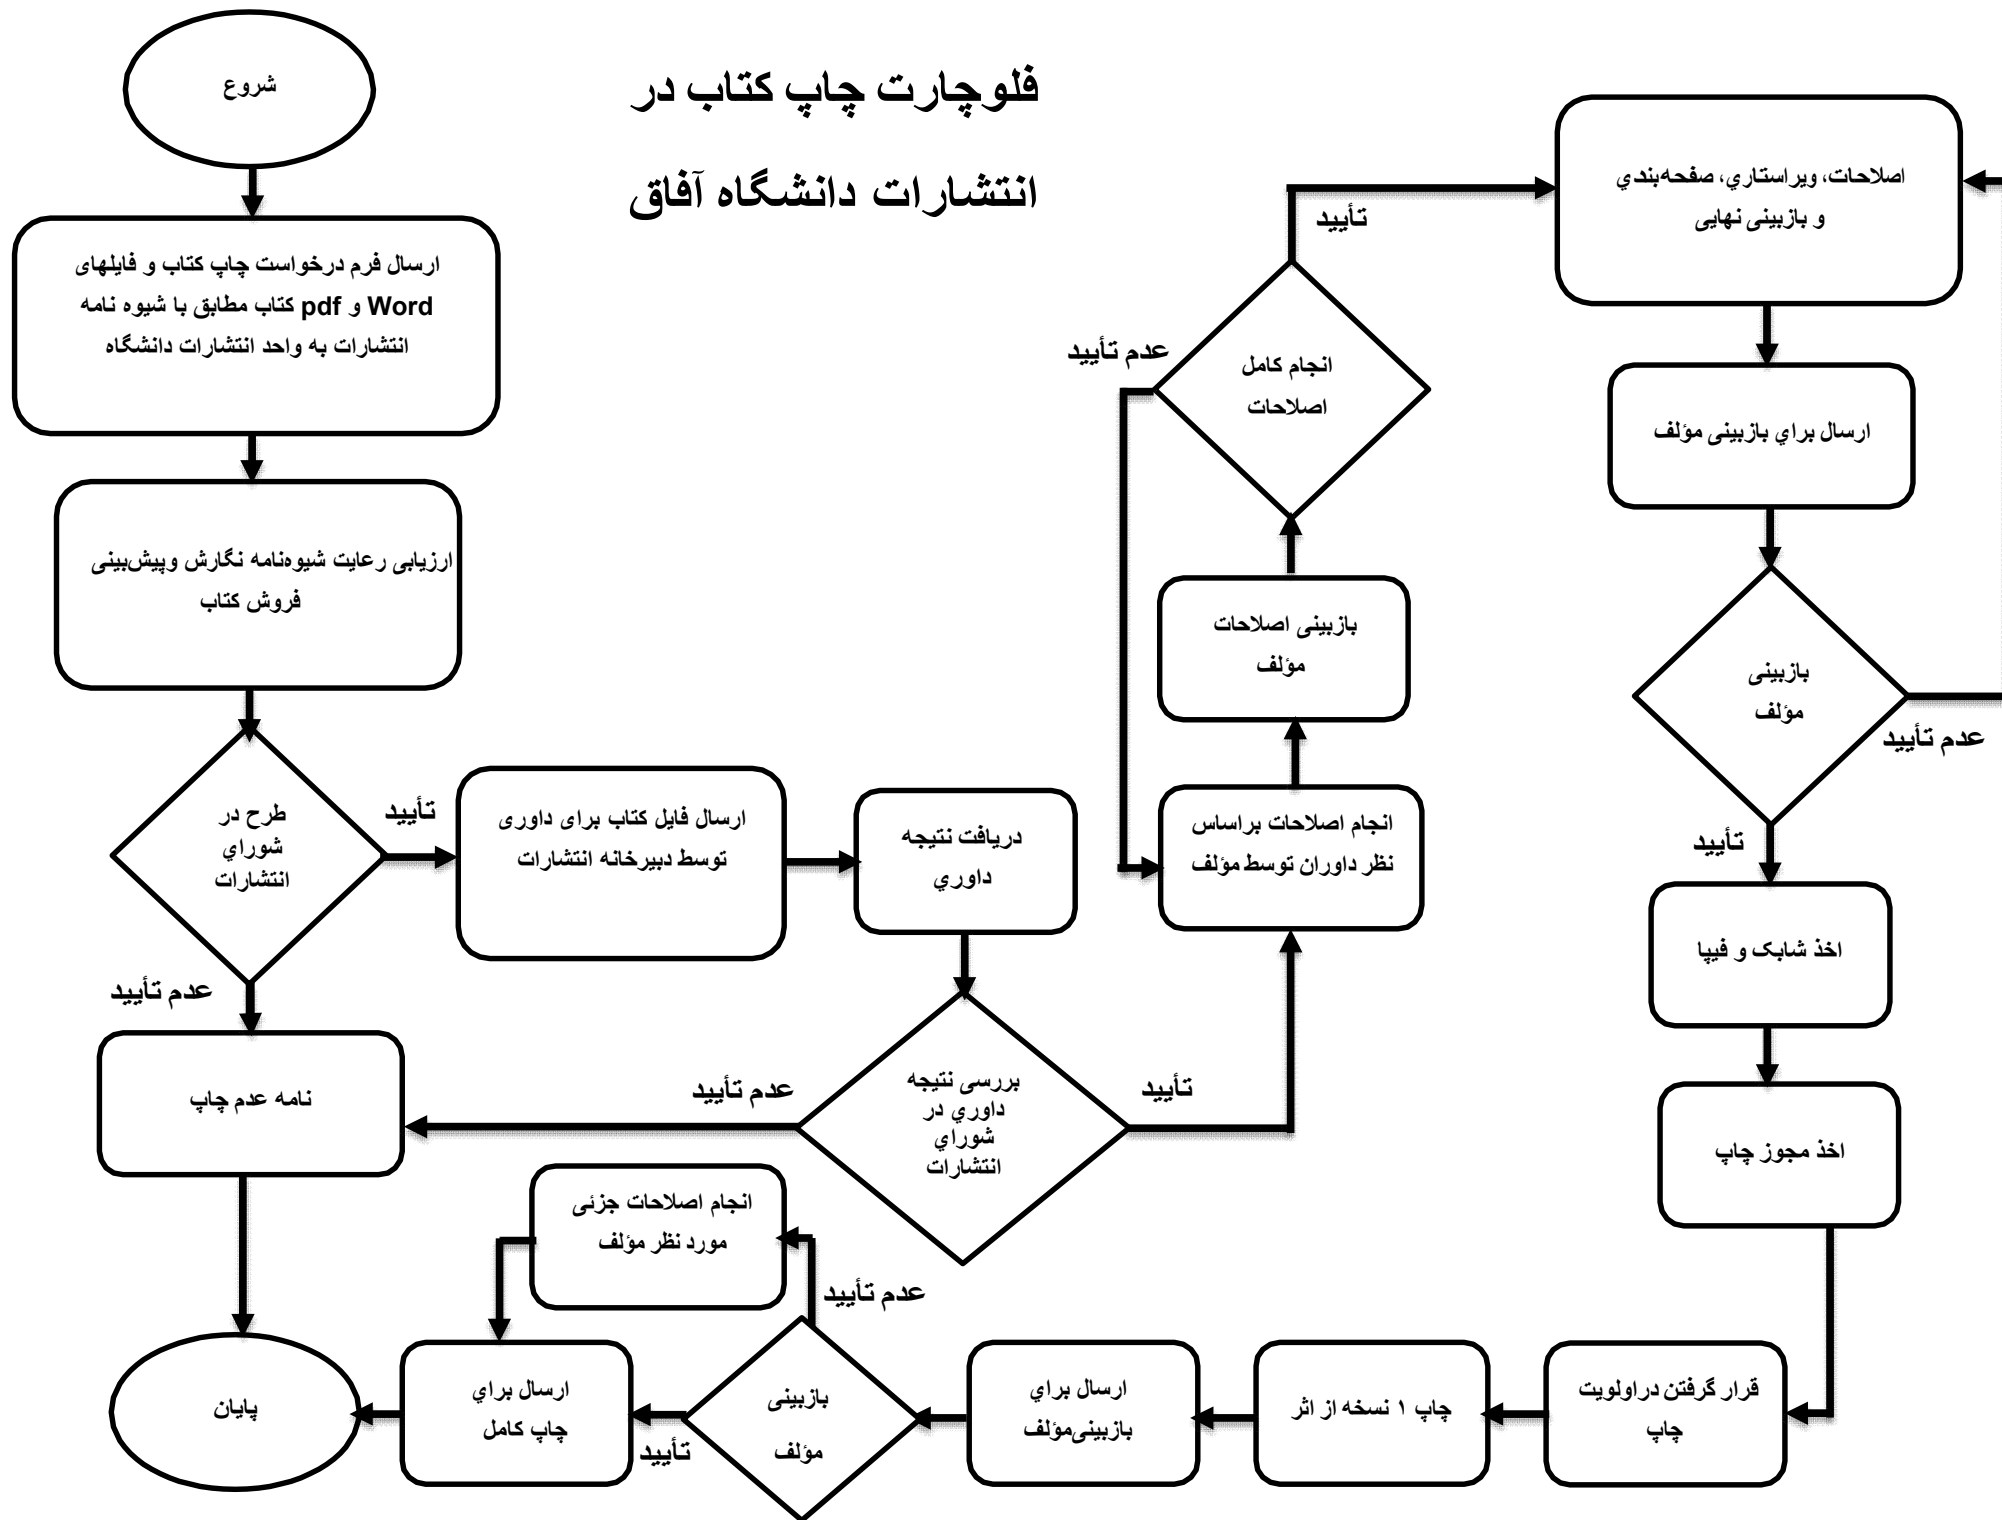 فلوچارت چاپ کتاب در
انتشارات دانشگاه آفاق
شروع
ارسال فرم درخواست چاپ کتاب و فایلهای
Word و pdf کتاب مطابق با شیوه نامه
انتشارات به واحد انتشارات دانشگاه
ارزیابی رعایت شیوه‌نامه نگارش وپیش‌بینی
فروش کتاب
طرح در
شوراي
انتشارات
تأیید
عدم تأیید
ارسال فایل کتاب برای داوری
توسط دبیرخانه انتشارات
دریافت نتیجه
داوري
بررسی نتیجه
داوري در
شوراي
انتشارات
عدم تأیید
تأیید
نامه عدم چاپ
انجام اصلاحات براساس
نظر داوران توسط مؤلف
بازبینی اصلاحات
مؤلف
انجام کامل
اصلاحات
عدم تأیید
تأیید
اصلاحات، ویراستاري، صفحه‌بندي
و بازبینی نهایی
ارسال براي بازبینی مؤلف
بازبینی
مؤلف
عدم تأیید
تأیید
اخذ شابک و فیپا
اخذ مجوز چاپ
قرار گرفتن دراولویت
چاپ
چاپ ۱ نسخه از اثر
ارسال براي
بازبینی‌مؤلف
بازبینی
مؤلف
عدم تأیید
تأیید
انجام اصلاحات جزئی
مورد نظر مؤلف
ارسال براي
چاپ کامل
پایان